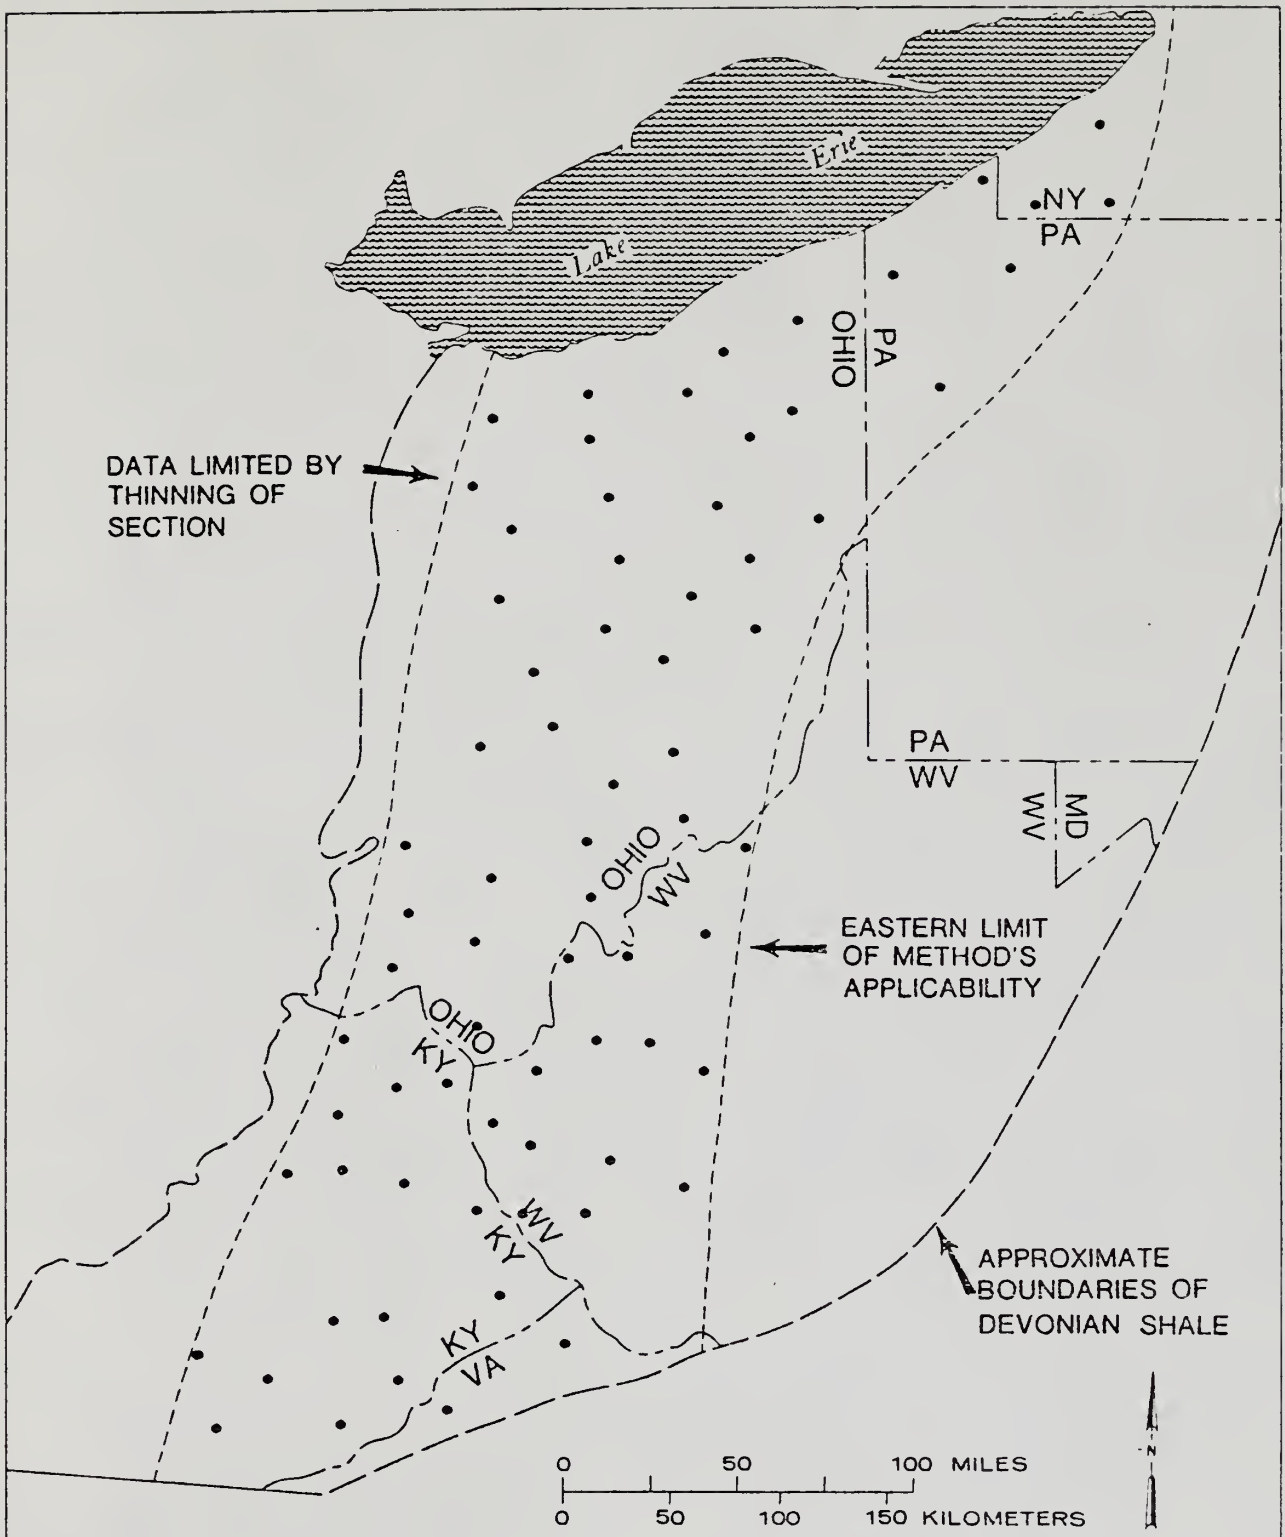 Erie
Lake
NY
PA
PA
OHIO
DATA LIMITED BY
THINNING OF
SECTION
PA
WV
MD
WV
OHIO
WV
EASTERN LIMIT
OF METHOD'S
APPLICABILITY
OHIO
KY
WV
KY
APPROXIMATE
BOUNDARIES OF
DEVONIAN SHALE
KY
VA
N
0 50 100 MILES
0 50 100 150 KILOMETERS